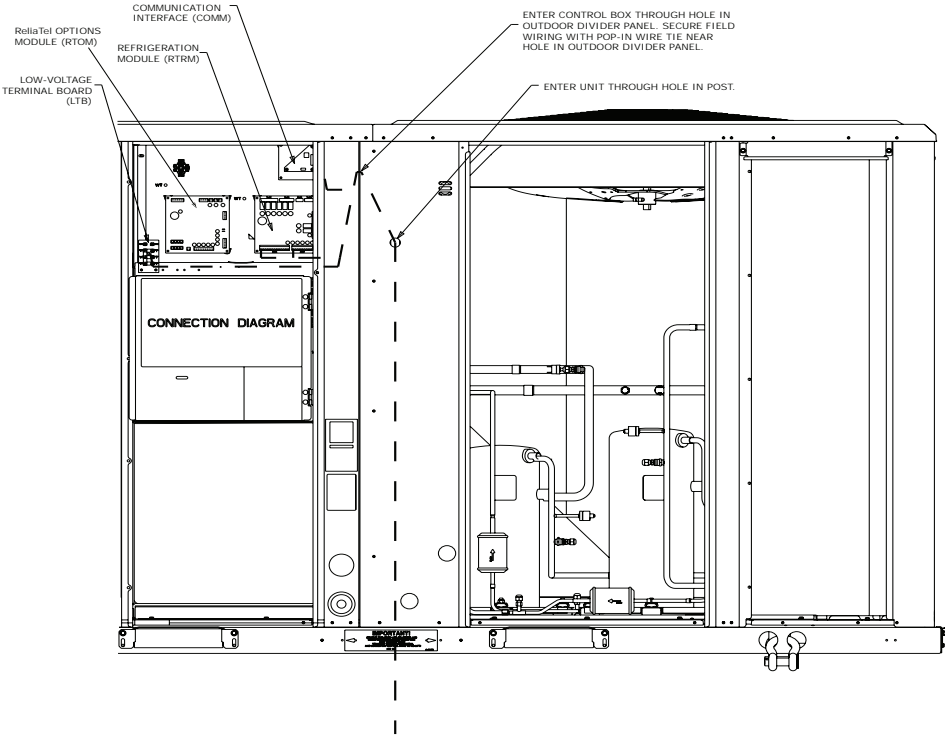 COMMUNICATION
INTERFACE (COMM)
ReliaTel OPTIONS
MODULE (RTOM)
REFRIGERATION
MODULE (RTRM)
LOW-VOLTAGE
TERMINAL BOARD
(LTB)
ENTER CONTROL BOX THROUGH HOLE IN
OUTDOOR DIVIDER PANEL. SECURE FIELD
WIRING WITH POP-IN WIRE TIE NEAR
HOLE IN OUTDOOR DIVIDER PANEL.
ENTER UNIT THROUGH HOLE IN POST.
CONNECTION DIAGRAM
IMPORTANT!